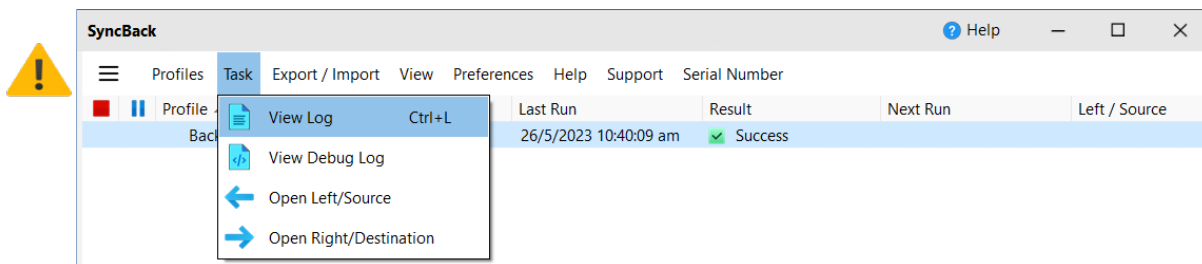 SyncBack Help
Profiles Task Export / Import View Preferences Help Support Serial Number
Profile Last Run Result Next Run Left / Source
Back 26/5/2023 10:40:09 am Success
View Log Ctrl+L
View Debug Log
Open Left/Source
Open Right/Destination